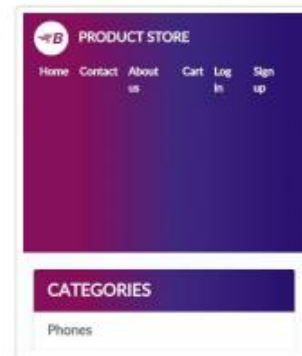 B PRODUCT STORE
Home Contact About us Cart Log in Sign up
CATEGORIES
Phones